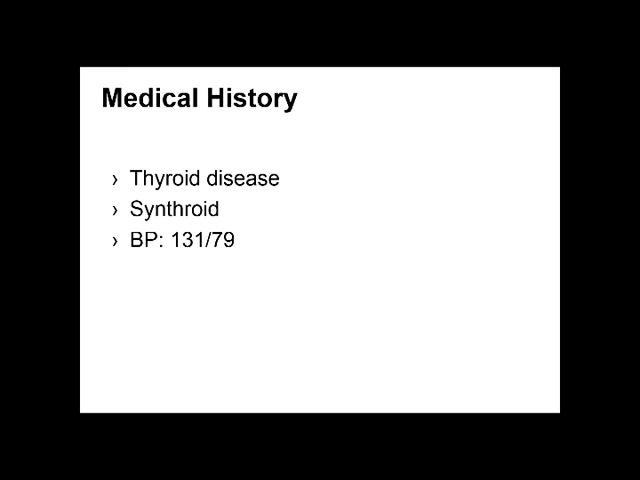 Medical History
› Thyroid disease
› Synthroid
› BP: 131/79